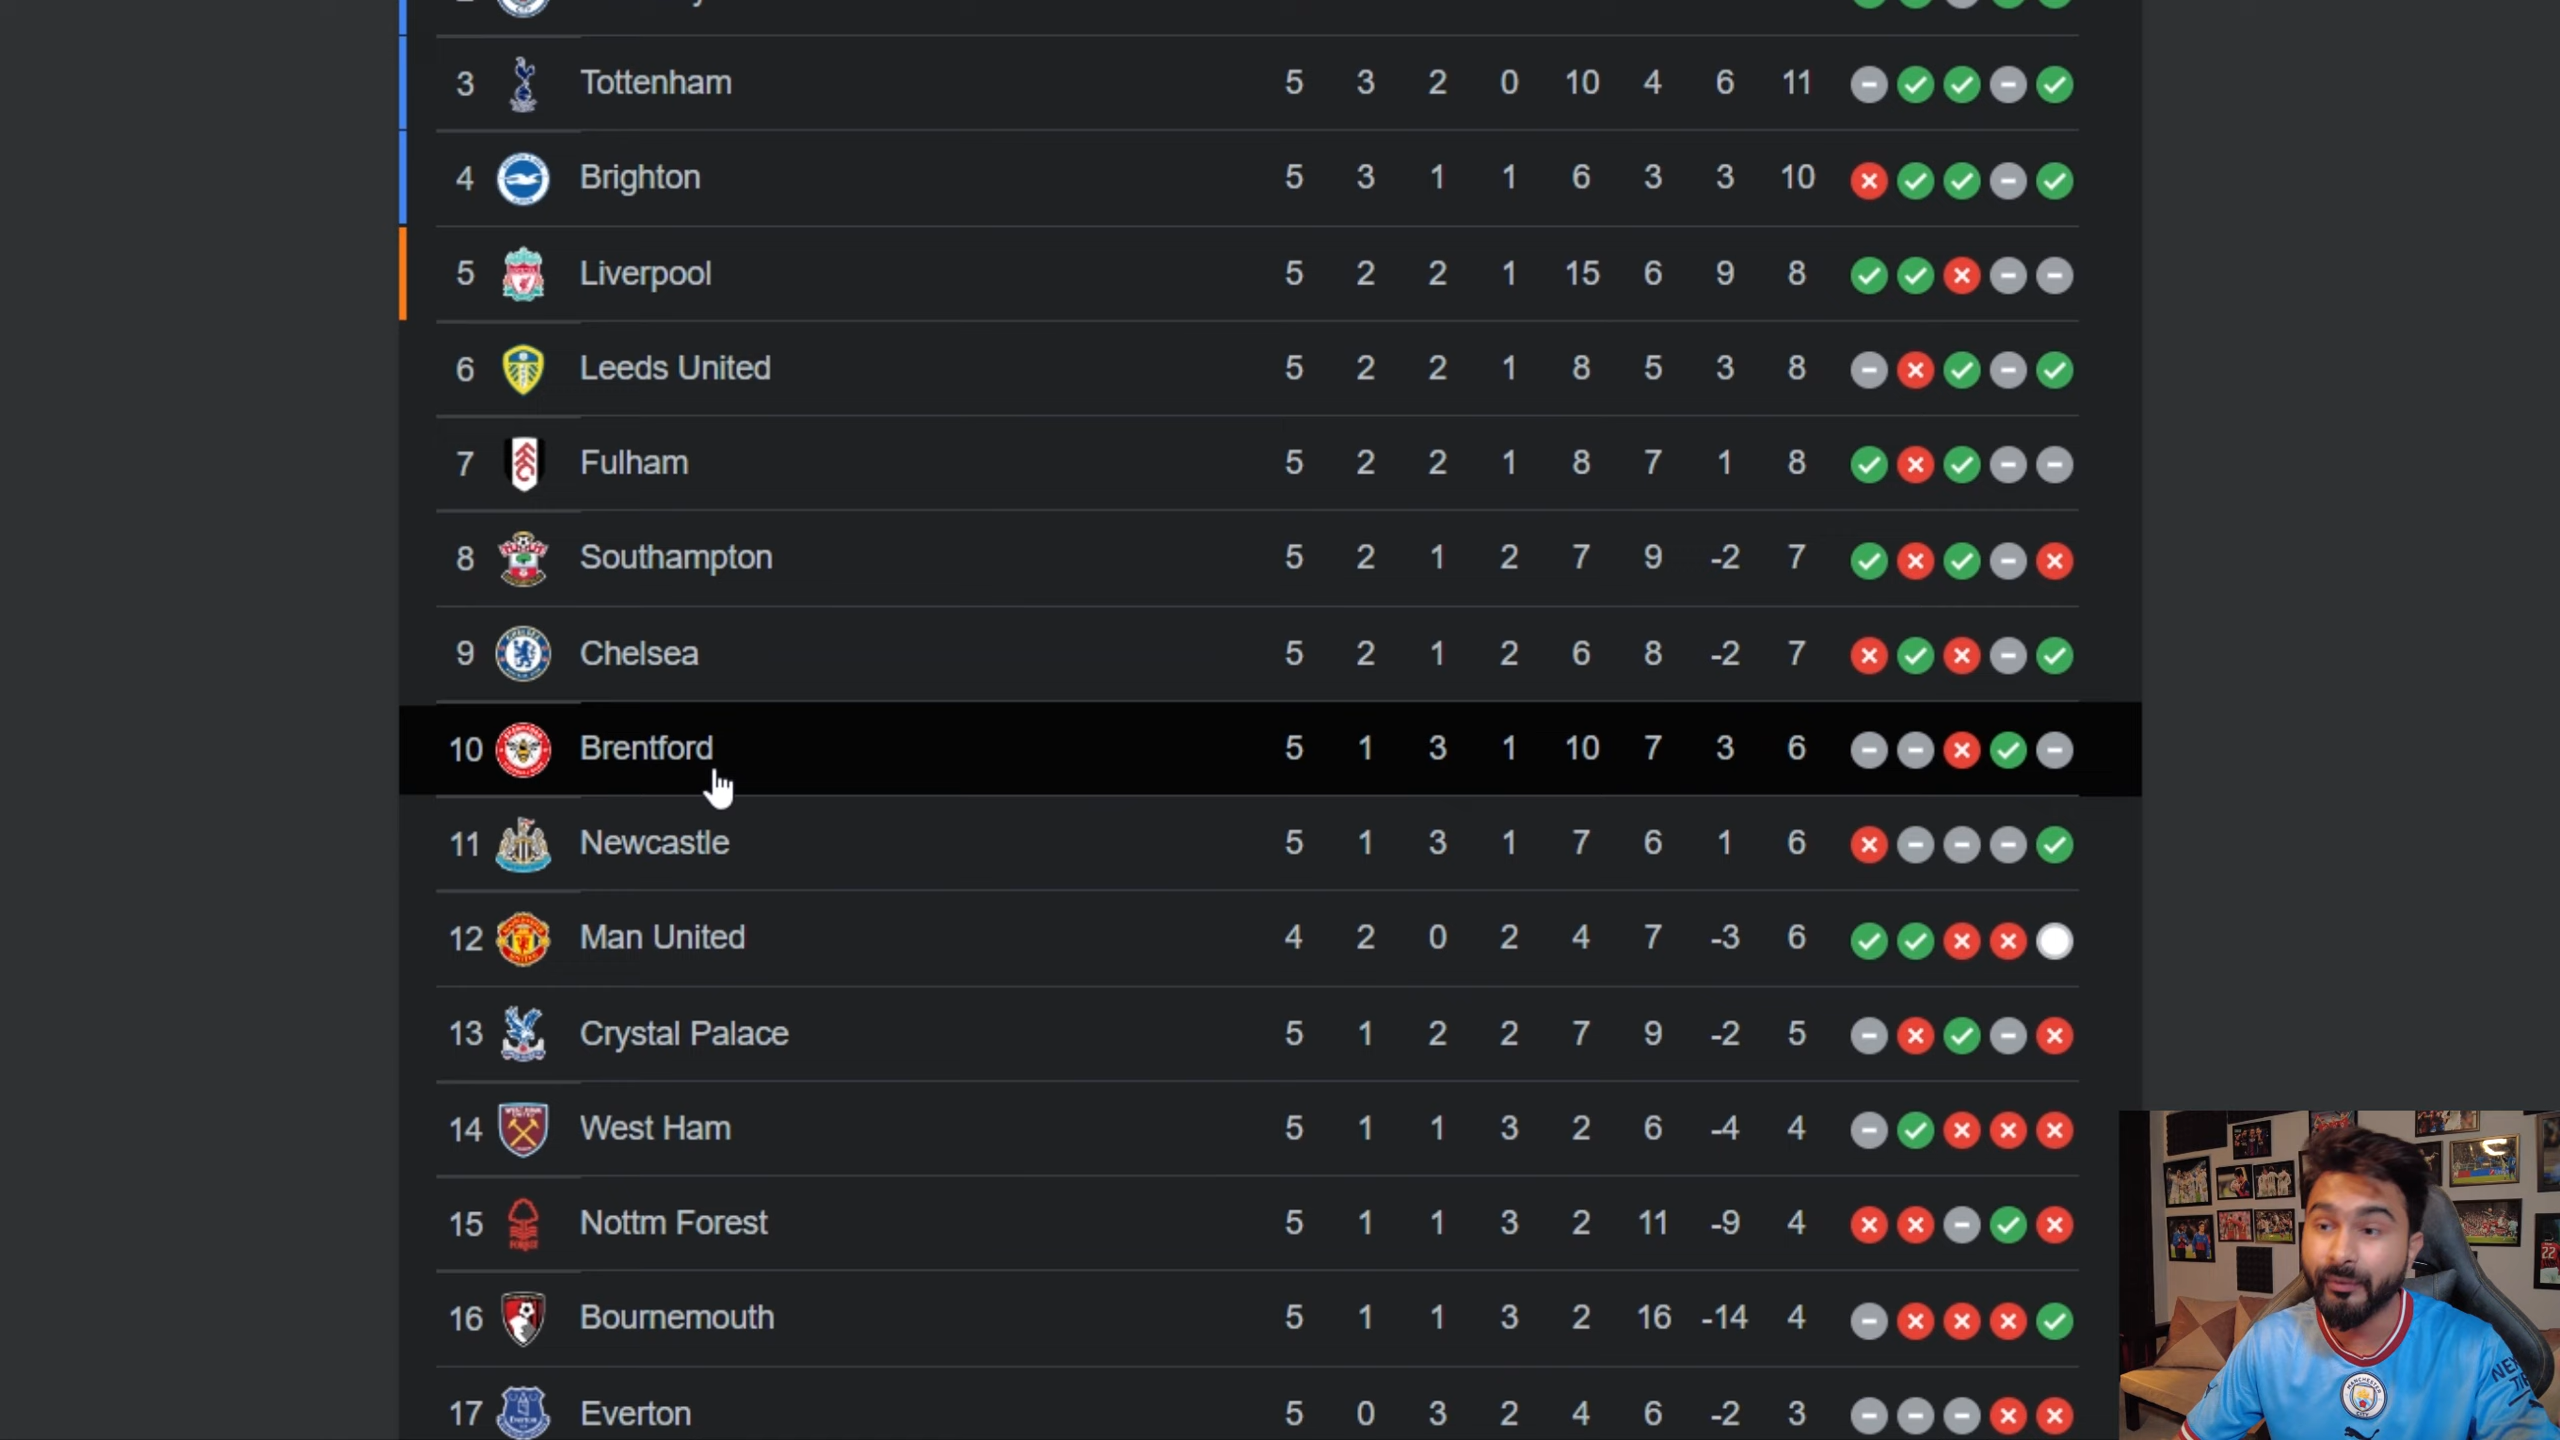 3 Tottenham 5 3 2 0 10 4 6 11
4 Brighton 5 3 1 1 6 3 3 10
5 Liverpool 5 2 2 1 15 6 9 8
6 Leeds United 5 2 2 1 8 5 3 8
7 Fulham 5 2 2 1 8 7 1 8
8 Southampton 5 2 1 2 7 9 -2 7
9 Chelsea 5 2 1 2 6 8 -2 7
10 Brentford 5 1 3 1 10 7 3 6
11 Newcastle 5 1 3 1 7 6 1 6
12 Man United 4 2 0 2 4 7 -3 6
13 Crystal Palace 5 1 2 2 7 9 -2 5
14 West Ham 5 1 1 3 2 6 -4 4
15 Nottm Forest 5 1 1 3 2 11 -9 4
16 Bournemouth 5 1 1 3 2 16 -14 4
17 Everton 5 0 3 2 4 6 -2 3
22